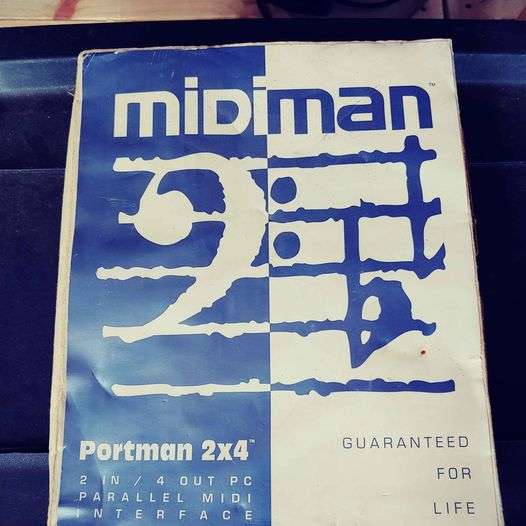 miDiman™
Portman 2x4™
2 IN / 4 OUT PC
PARALLEL MIDI
INTERFACE
GUARANTEED
FOR
LIFE